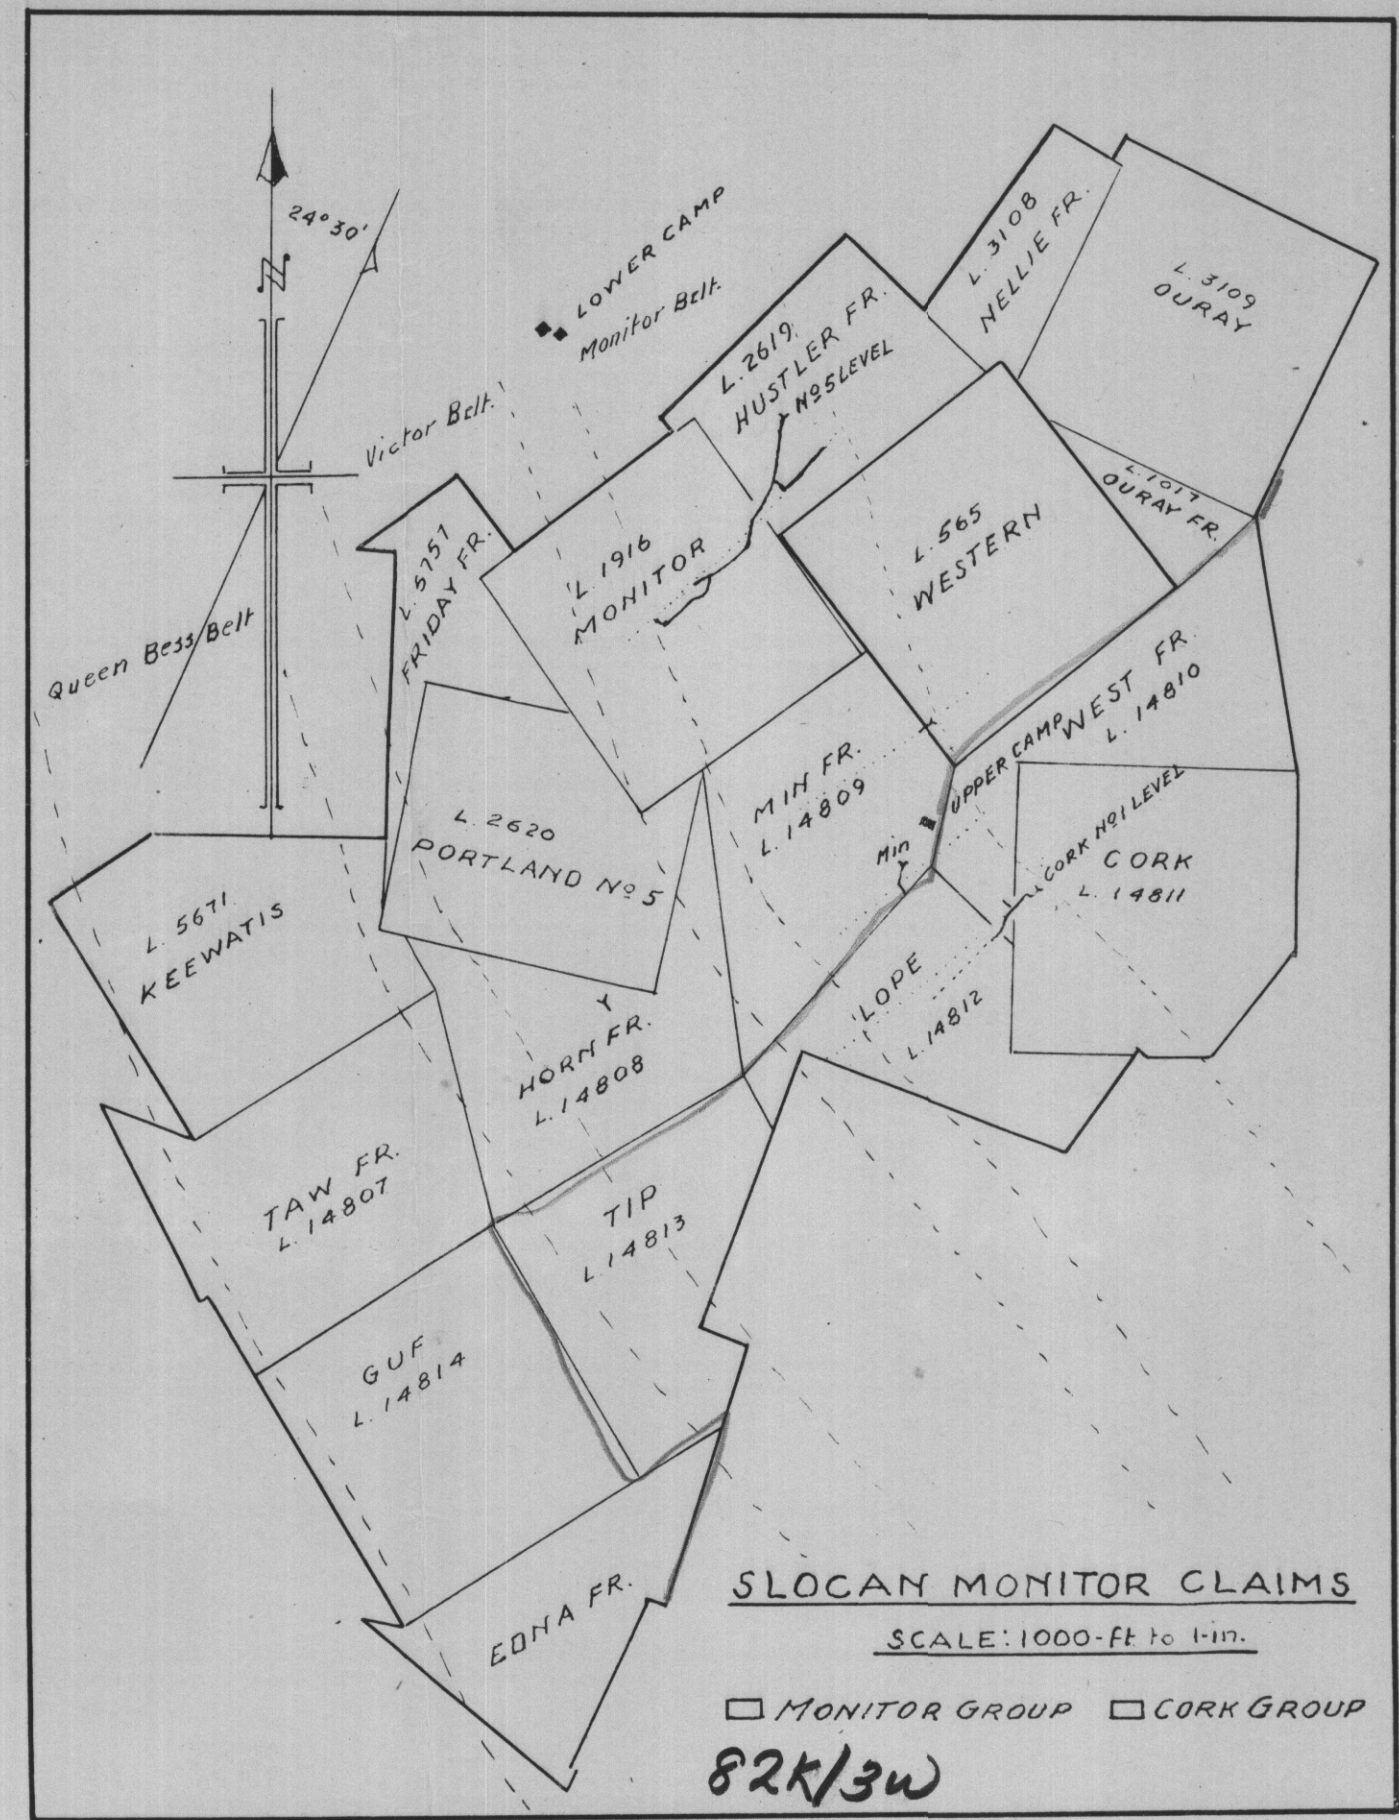 24° 30'
N
LOWER CAMP
Monitor Belt.
Victor Belt.
Queen Bess Belt
L. 3108
NELLIE FR.
L. 3109
OURAY
L. 2619.
HUSTLER FR.
Nº 5 LEVEL
L. 1017
OURAY FR.
L. 565
WESTERN
L. 1916
MONITOR
L. 5757
FRIDAY FR.
WEST FR.
L. 14810
UPPER CAMP
MIN FR.
L. 14809
Min
CORK Nº 1 LEVEL
CORK
L. 14811
L. 2620
PORTLAND Nº 5
L. 5671
KEEWATIS
LOPE
L. 14812
HORN FR.
L. 14808
TAW FR.
L. 14807
TIP
L. 14813
GUF
L. 14814
EDNA FR.
SLOCAN MONITOR CLAIMS
SCALE: 1000-ft to 1-in.
MONITOR GROUP CORK GROUP
82K/3W